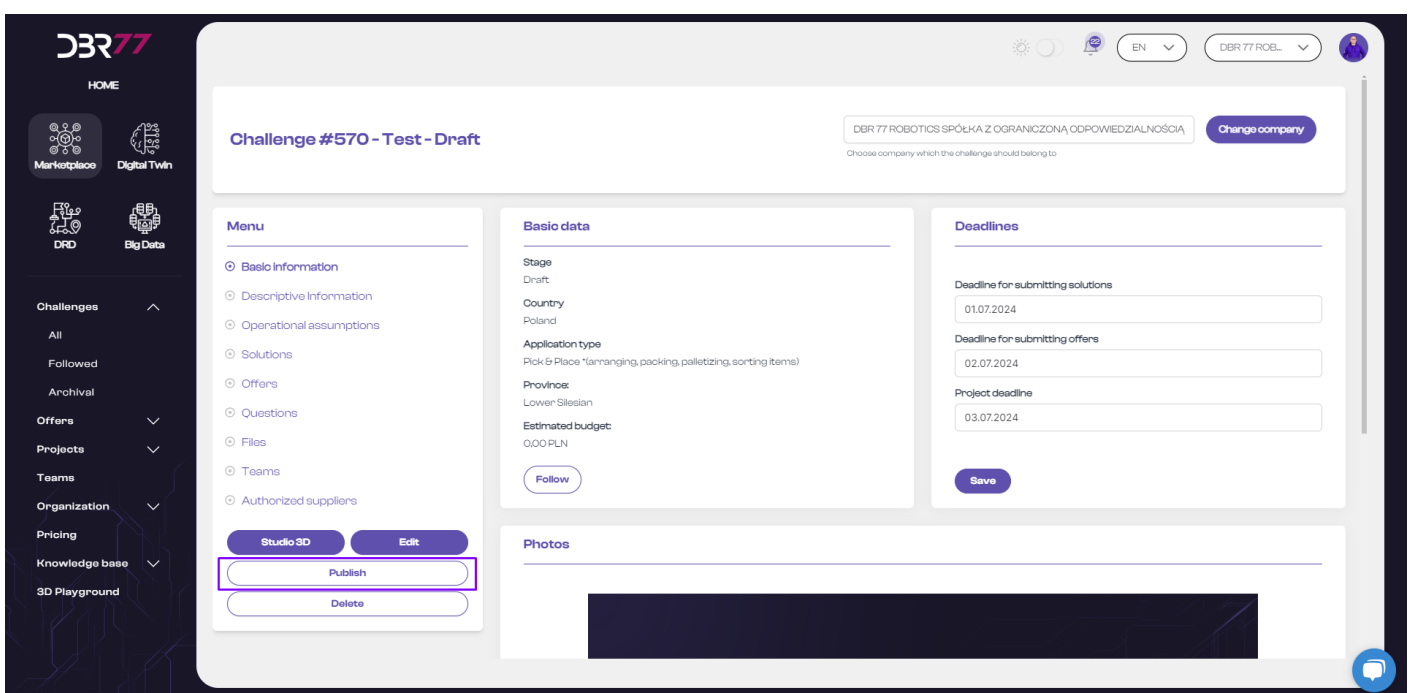 DBR77
HOME
Marketplace
Digital Twin
DRD
Big Data
Challenges
All
Followed
Archival
Offers
Projects
Teams
Organization
Pricing
Knowledge base
3D Playground
22
EN
DBR 77 ROB...
Challenge #570 - Test - Draft
DBR 77 ROBOTICS SPÓŁKA Z OGRANICZONĄ ODPOWIEDZIALNOŚCIĄ
Change company
Choose company which the challenge should belong to
Menu
Basic information
Descriptive Information
Operational assumptions
Solutions
Offers
Questions
Files
Teams
Authorized suppliers
Studio 3D
Edit
Publish
Delete
Basic data
Stage
Draft
Country
Poland
Application type
Pick & Place *(arranging, packing, palletizing, sorting items)
Province:
Lower Silesian
Estimated budget:
0,00 PLN
Follow
Deadlines
Deadline for submitting solutions
01.07.2024
Deadline for submitting offers
02.07.2024
Project deadline
03.07.2024
Save
Photos